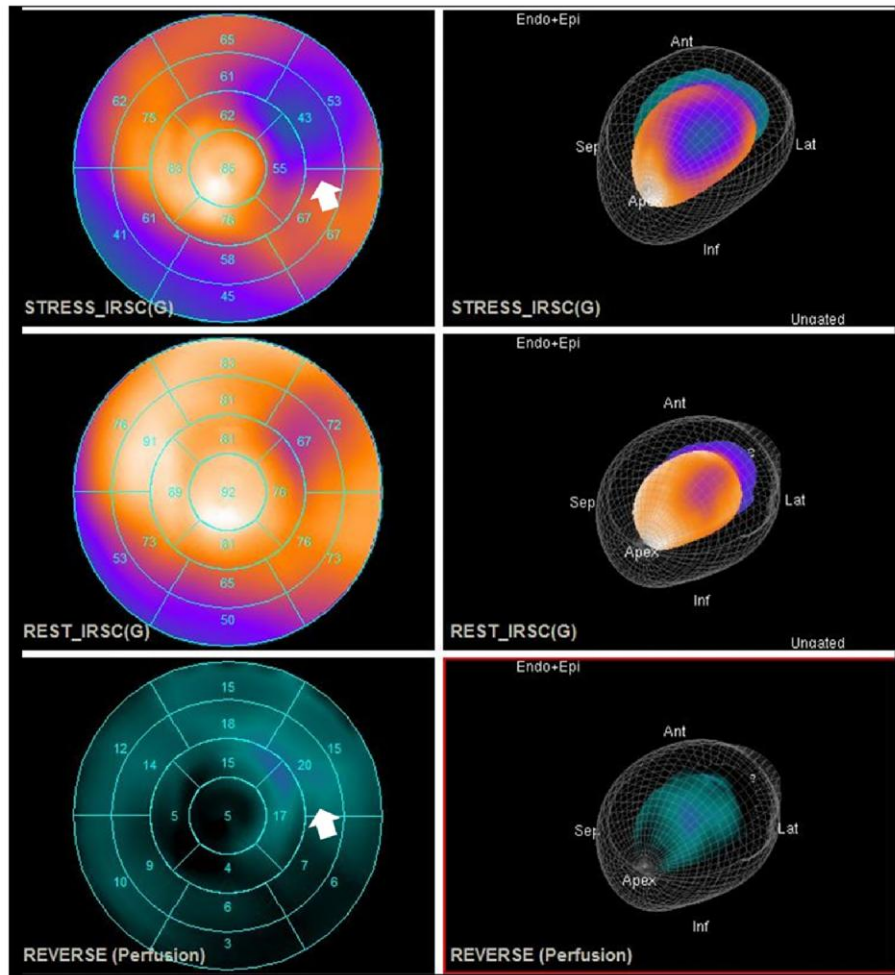 Endo+Epi
65
61
62
53
43
62
75
83
85
55
76
67
67
61
41
58
45
STRESS_IRSC(G)
Ant
Sep
Lat
Apex
Inf
STRESS_IRSC(G)
Ungated
Endo+Epi
85
81
81
72
67
76
91
89
92
76
81
76
73
73
53
65
50
REST_IRSC(G)
Ant
Sep
Lat
Apex
Inf
REST_IRSC(G)
Ungated
Endo+Epi
15
18
15
15
20
12
14
5
5
17
4
7
6
9
10
6
3
REVERSE (Perfusion)
Ant
?
Sep
Lat
Apex
Inf
REVERSE (Perfusion)